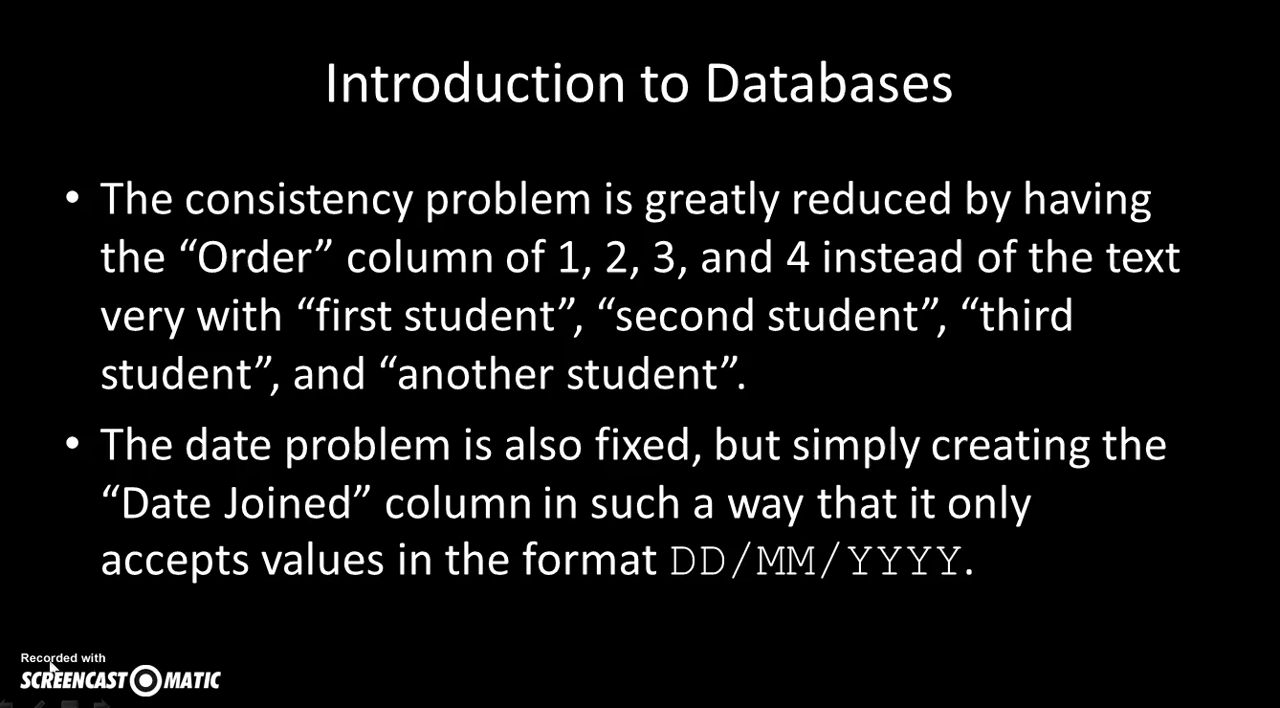 Introduction to Databases
• The consistency problem is greatly reduced by having
the “Order” column of 1, 2, 3, and 4 instead of the text
very with “first student”, “second student”, “third
student”, and “another student”.
• The date problem is also fixed, but simply creating the
“Date Joined” column in such a way that it only
accepts values in the format DD/MM/YYYY.
Recorded with
SCREENCAST MATIC